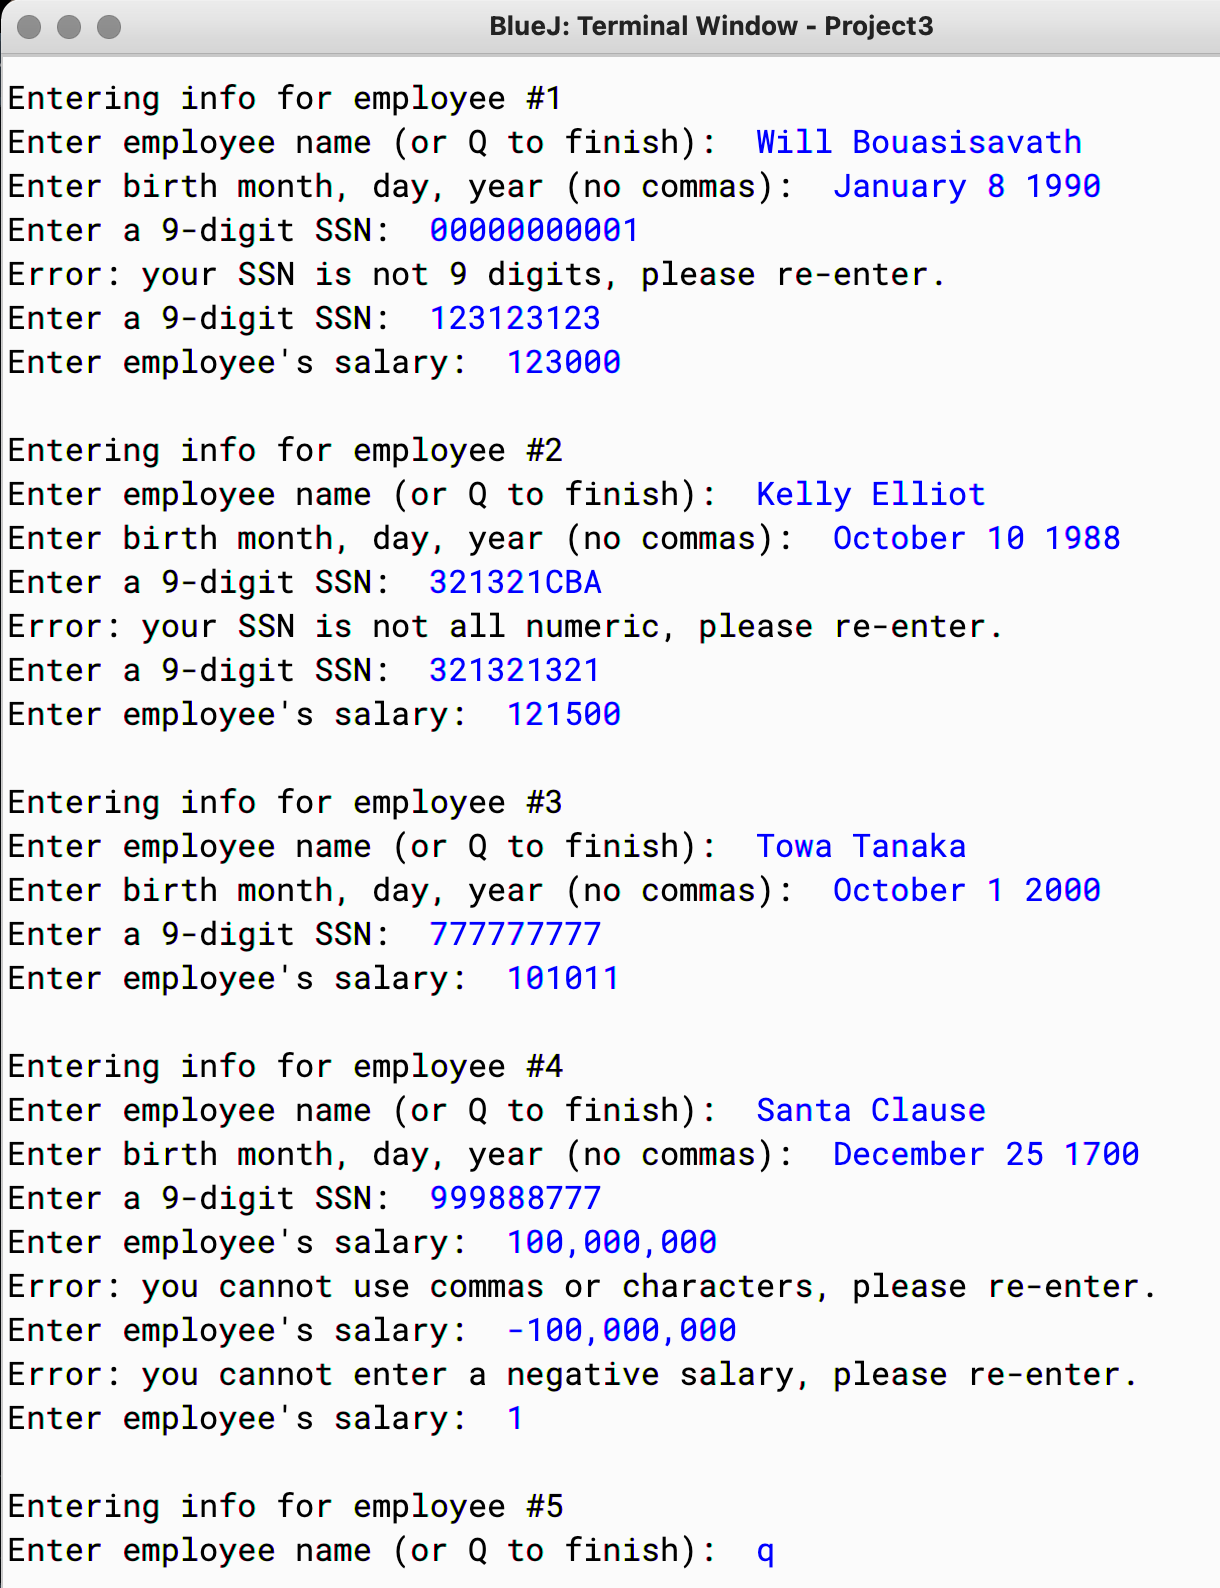 BlueJ: Terminal Window - Project3
Entering info for employee #1
Enter employee name (or Q to finish):  Will Bouasisavath
Enter birth month, day, year (no commas):  January 8 1990
Enter a 9-digit SSN:  00000000001
Error: your SSN is not 9 digits, please re-enter.
Enter a 9-digit SSN:  123123123
Enter employee's salary:  123000

Entering info for employee #2
Enter employee name (or Q to finish):  Kelly Elliot
Enter birth month, day, year (no commas):  October 10 1988
Enter a 9-digit SSN:  321321CBA
Error: your SSN is not all numeric, please re-enter.
Enter a 9-digit SSN:  321321321
Enter employee's salary:  121500

Entering info for employee #3
Enter employee name (or Q to finish):  Towa Tanaka
Enter birth month, day, year (no commas):  October 1 2000
Enter a 9-digit SSN:  777777777
Enter employee's salary:  101011

Entering info for employee #4
Enter employee name (or Q to finish):  Santa Clause
Enter birth month, day, year (no commas):  December 25 1700
Enter a 9-digit SSN:  999888777
Enter employee's salary:  100,000,000
Error: you cannot use commas or characters, please re-enter.
Enter employee's salary:  -100,000,000
Error: you cannot enter a negative salary, please re-enter.
Enter employee's salary:  1

Entering info for employee #5
Enter employee name (or Q to finish):  q